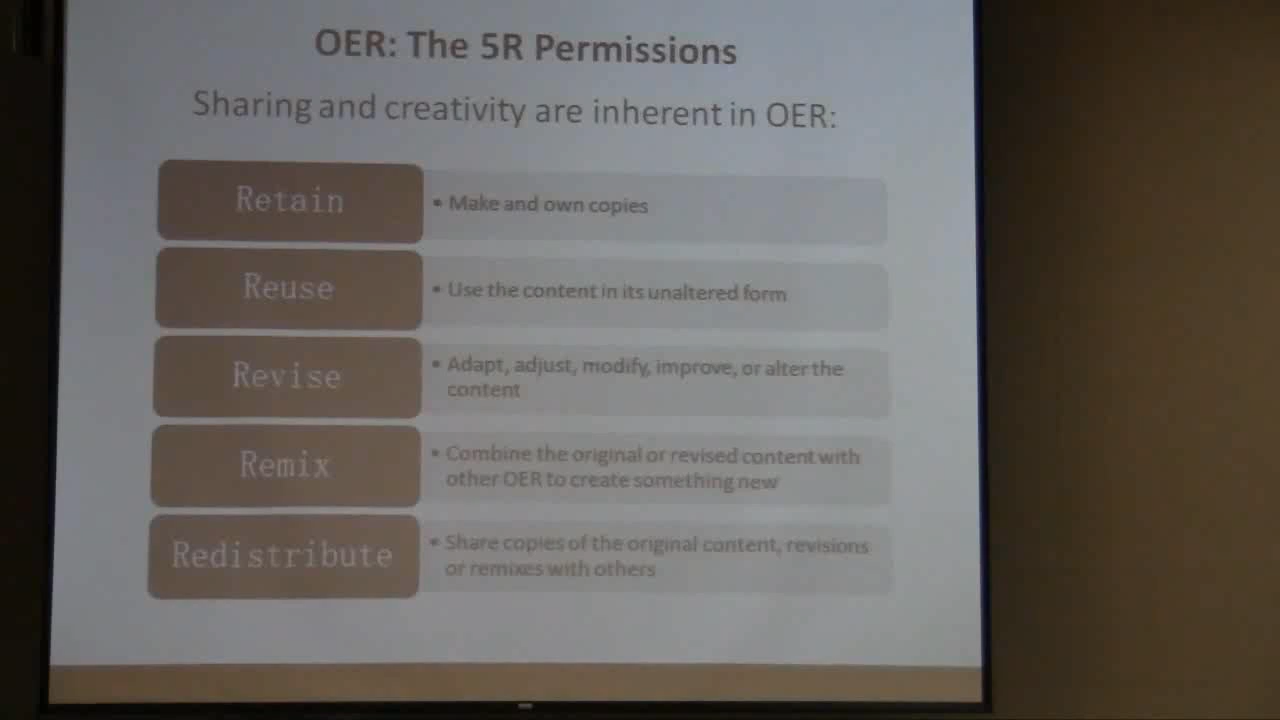 OER: The 5R Permissions
Sharing and creativity are inherent in OER:
Retain
• Make and own copies
Reuse
• Use the content in its unaltered form
Revise
• Adapt, adjust, modify, improve, or alter the
content
Remix
• Combine the original or revised content with
other OER to create something new
Redistribute
• Share copies of the original content, revisions
or remixes with others